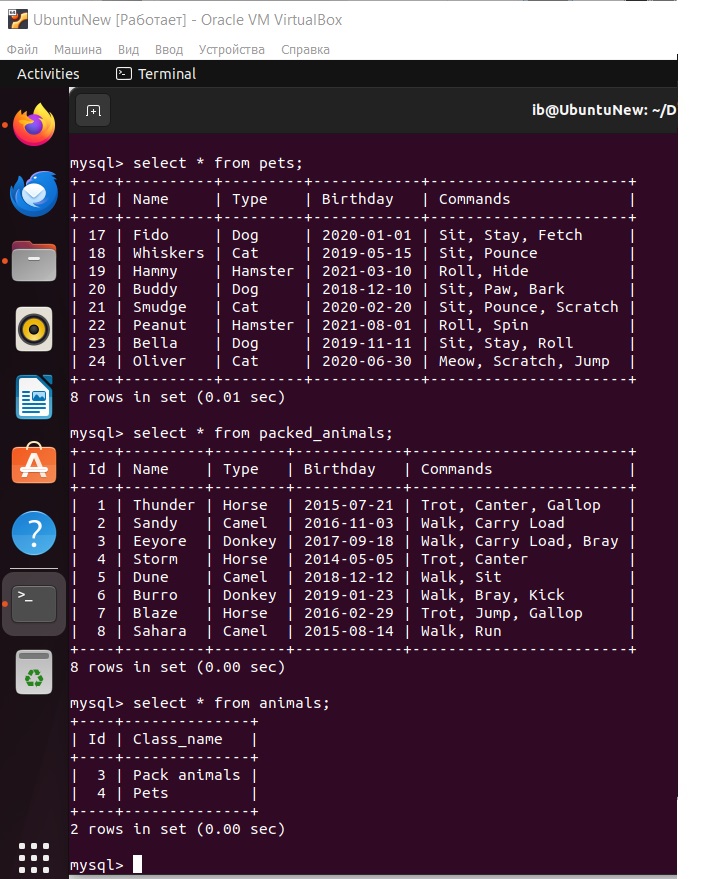 UbuntuNew [Работает] - Oracle VM VirtualBox
Файл Машина Вид Ввод Устройства Справка
Activities Terminal
ib@UbuntuNew: ~/D
mysql> select * from pets;
+----+----------+---------+------------+----------------------+
| Id | Name     | Type    | Birthday   | Commands             |
+----+----------+---------+------------+----------------------+
| 17 | Fido     | Dog     | 2020-01-01 | Sit, Stay, Fetch     |
| 18 | Whiskers | Cat     | 2019-05-15 | Sit, Pounce          |
| 19 | Hammy    | Hamster | 2021-03-10 | Roll, Hide           |
| 20 | Buddy    | Dog     | 2018-12-10 | Sit, Paw, Bark       |
| 21 | Smudge   | Cat     | 2020-02-20 | Sit, Pounce, Scratch |
| 22 | Peanut   | Hamster | 2021-08-01 | Roll, Spin           |
| 23 | Bella    | Dog     | 2019-11-11 | Sit, Stay, Roll      |
| 24 | Oliver   | Cat     | 2020-06-30 | Meow, Scratch, Jump  |
+----+----------+---------+------------+----------------------+
8 rows in set (0.01 sec)
mysql> select * from packed_animals;
+----+---------+--------+------------+------------------------+
| Id | Name    | Type   | Birthday   | Commands               |
+----+---------+--------+------------+------------------------+
|  1 | Thunder | Horse  | 2015-07-21 | Trot, Canter, Gallop   |
|  2 | Sandy   | Camel  | 2016-11-03 | Walk, Carry Load       |
|  3 | Eeyore  | Donkey | 2017-09-18 | Walk, Carry Load, Bray |
|  4 | Storm   | Horse  | 2014-05-05 | Trot, Canter           |
|  5 | Dune    | Camel  | 2018-12-12 | Walk, Sit              |
|  6 | Burro   | Donkey | 2019-01-23 | Walk, Bray, Kick       |
|  7 | Blaze   | Horse  | 2016-02-29 | Trot, Jump, Gallop     |
|  8 | Sahara  | Camel  | 2015-08-14 | Walk, Run              |
+----+---------+--------+------------+------------------------+
8 rows in set (0.00 sec)
mysql> select * from animals;
+----+--------------+
| Id | Class_name   |
+----+--------------+
|  3 | Pack animals |
|  4 | Pets         |
+----+--------------+
2 rows in set (0.00 sec)
mysql>